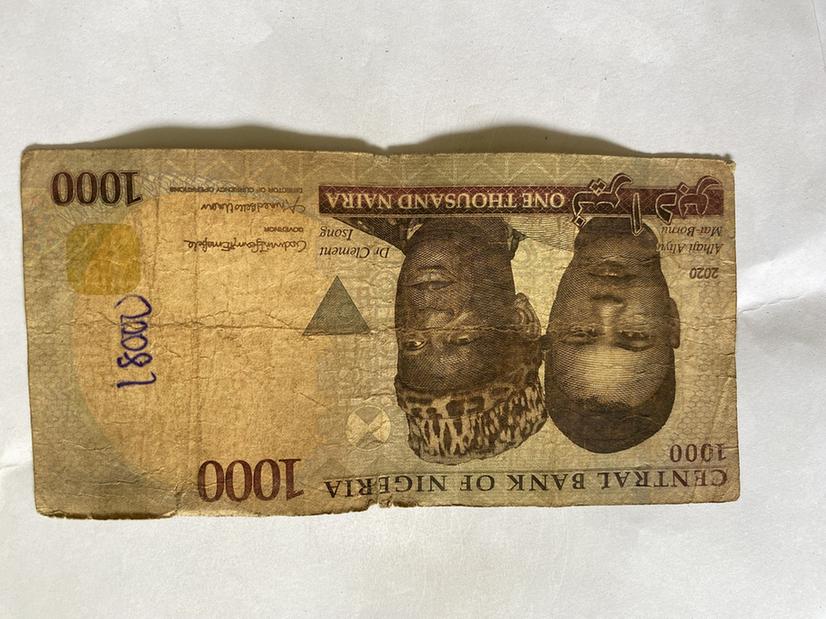 CENTRAL BANK OF NIGERIA 1000
1000
2020
Alhaji Aliyu
Mai-Bornu
Dr Clement
Isong
GOVERNOR
DIRECTOR OF CURRENCY OPERATIONS
ONE THOUSAND NAIRA
1000